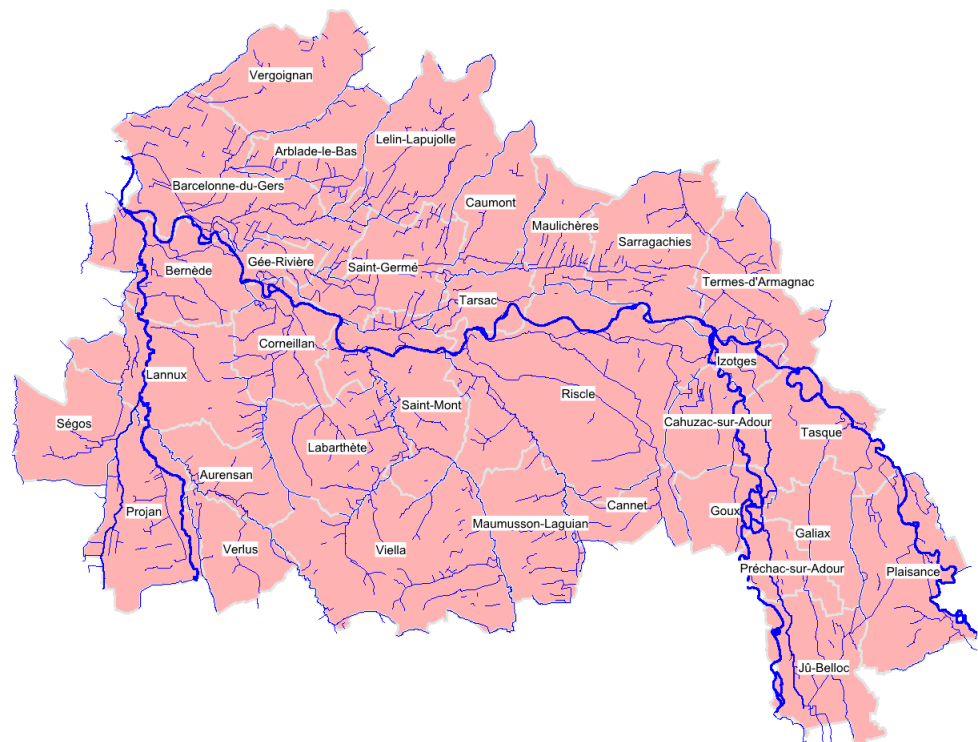 Vergoignan
Lelin-Lapujolle
Arblade-le-Bas
Barcelonne-du-Gers
Caumont
Maulichères
Sarragachies
Gée-Rivière
Bernède
Saint-Germé
Termes-d'Armagnac
Tarsac
Corneillan
Izotges
Lannux
Riscle
Saint-Mont
Ségos
Cahuzac-sur-Adour
Tasque
Labarthète
Aurensan
Cannet
Projan
Goux
Maumusson-Laguian
Galiax
Verlus
Viella
Préchac-sur-Adour
Plaisance
Jû-Belloc